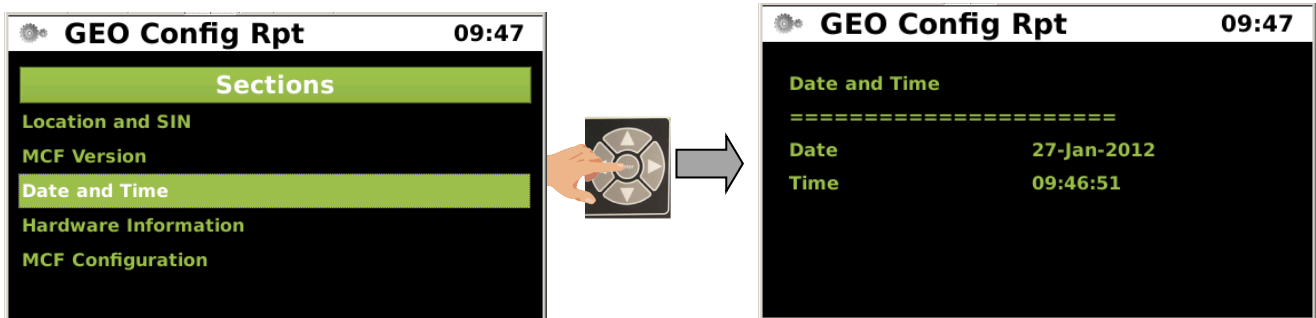 GEO Config Rpt 09:47
Sections
Location and SIN
MCF Version
Date and Time
Hardware Information
MCF Configuration
GEO Config Rpt 09:47
Date and Time
======================
Date 27-Jan-2012
Time 09:46:51